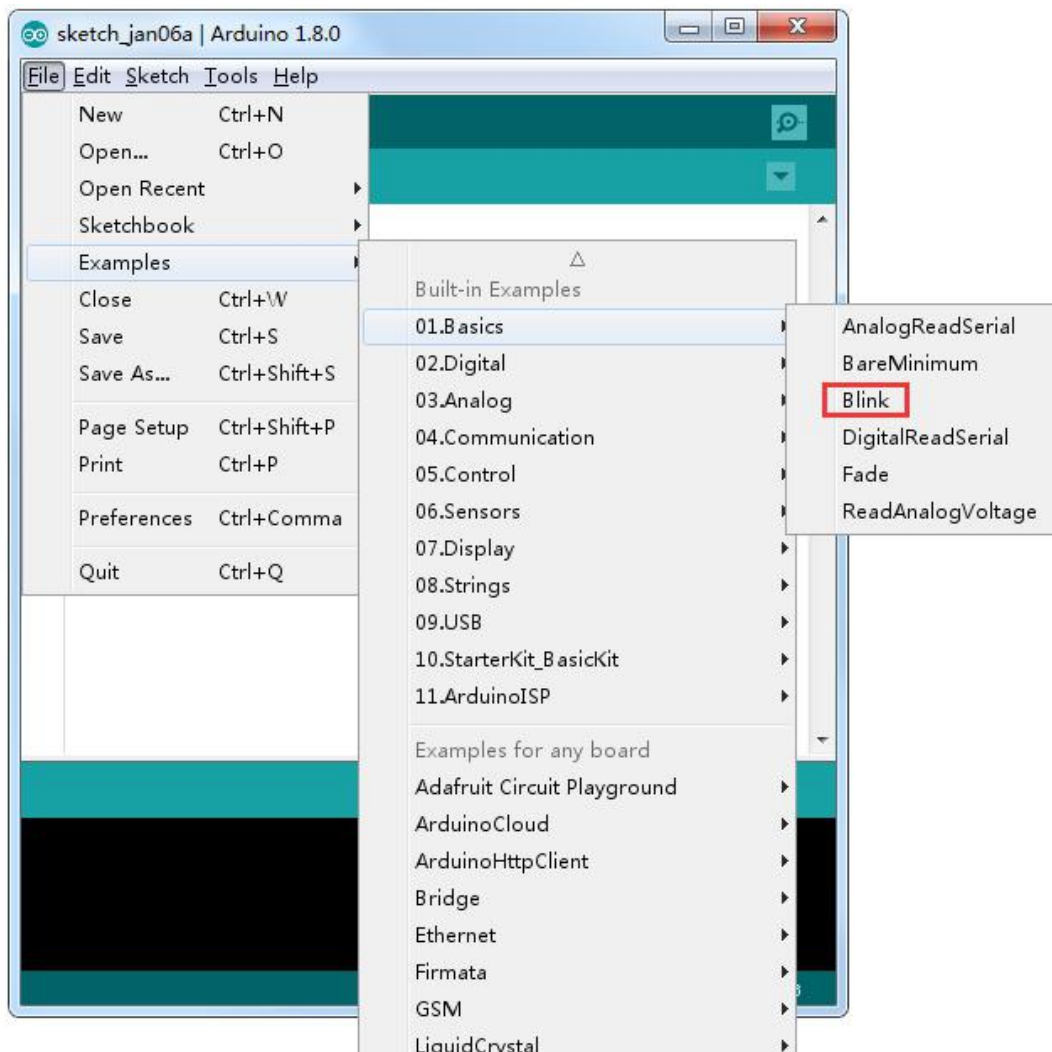 sketch_jan06a | Arduino 1.8.0
File Edit Sketch Tools Help
New Ctrl+N
Open... Ctrl+O
Open Recent
Sketchbook
Examples
Close Ctrl+W
Save Ctrl+S
Save As... Ctrl+Shift+S
Page Setup Ctrl+Shift+P
Print Ctrl+P
Preferences Ctrl+Comma
Quit Ctrl+Q
Built-in Examples
01.Basics
02.Digital
03.Analog
04.Communication
05.Control
06.Sensors
07.Display
08.Strings
09.USB
10.StarterKit_BasicKit
11.ArduinoISP
Examples for any board
Adafruit Circuit Playground
ArduinoCloud
ArduinoHttpClient
Bridge
Ethernet
Firmata
GSM
LiquidCrystal
AnalogReadSerial
BareMinimum
Blink
DigitalReadSerial
Fade
ReadAnalogVoltage